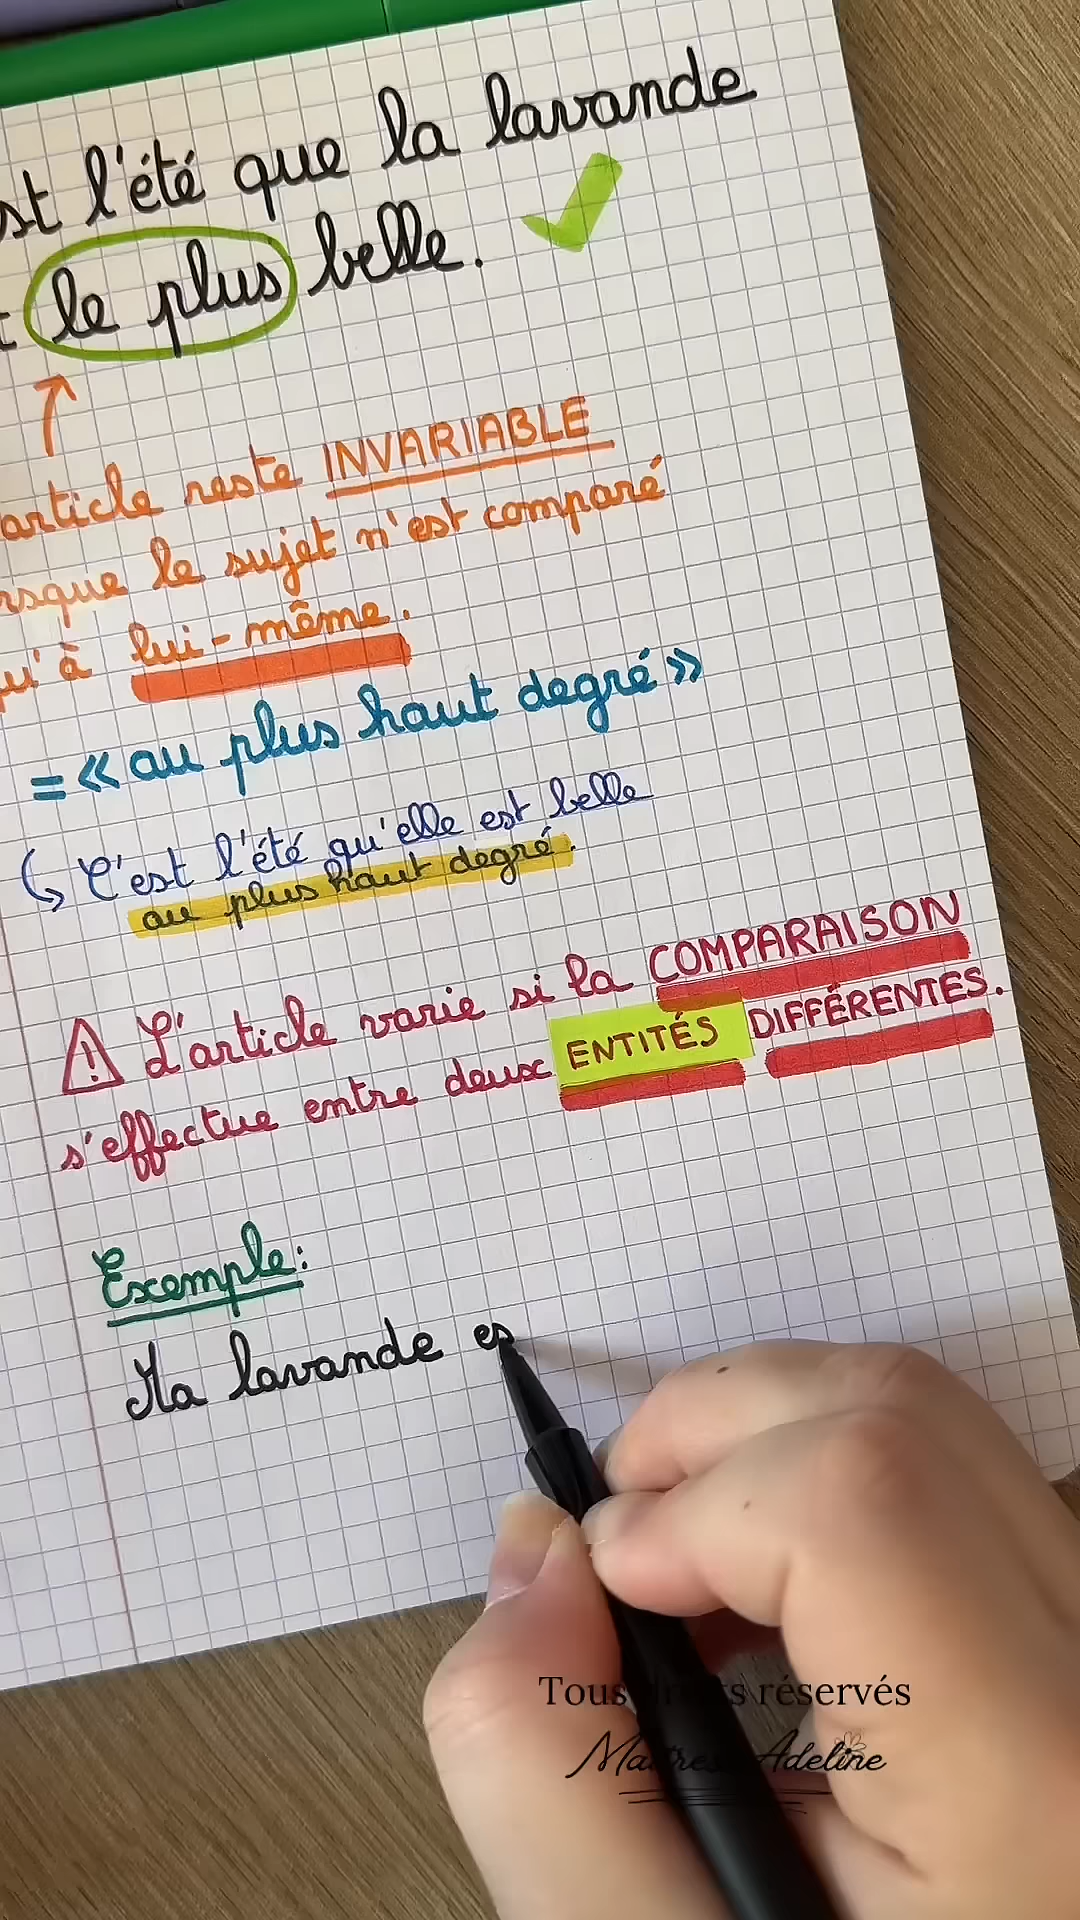 st l'été que la lavande
t le plus belle.
article reste INVARIABLE
rsque le sujet n'est comparé
qu'à lui-même.
= « au plus haut degré »
C'est l'été qu'elle est belle
au plus haut degré.
L'article varie si la COMPARAISON
s'effectue entre deux ENTITÉS DIFFÉRENTES.
Exemple:
La lavande es
Tous droits réservés
Maîtresse Adeline